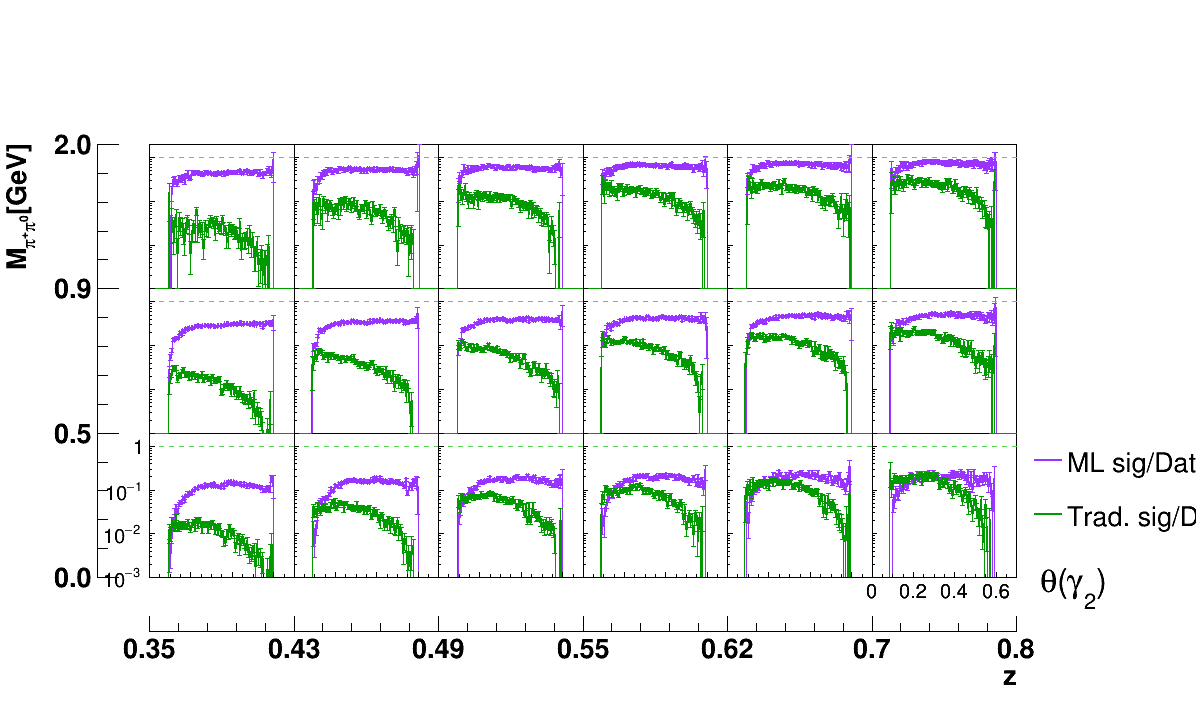 M_{π⁺π⁰}[GeV]
2.0
0.9
0.5
0.0
1
10⁻¹
10⁻²
10⁻³
ML sig/Dat
Trad. sig/D
0 0.2 0.4 0.6
θ(γ₂)
0.35 0.43 0.49 0.55 0.62 0.7 0.8
z